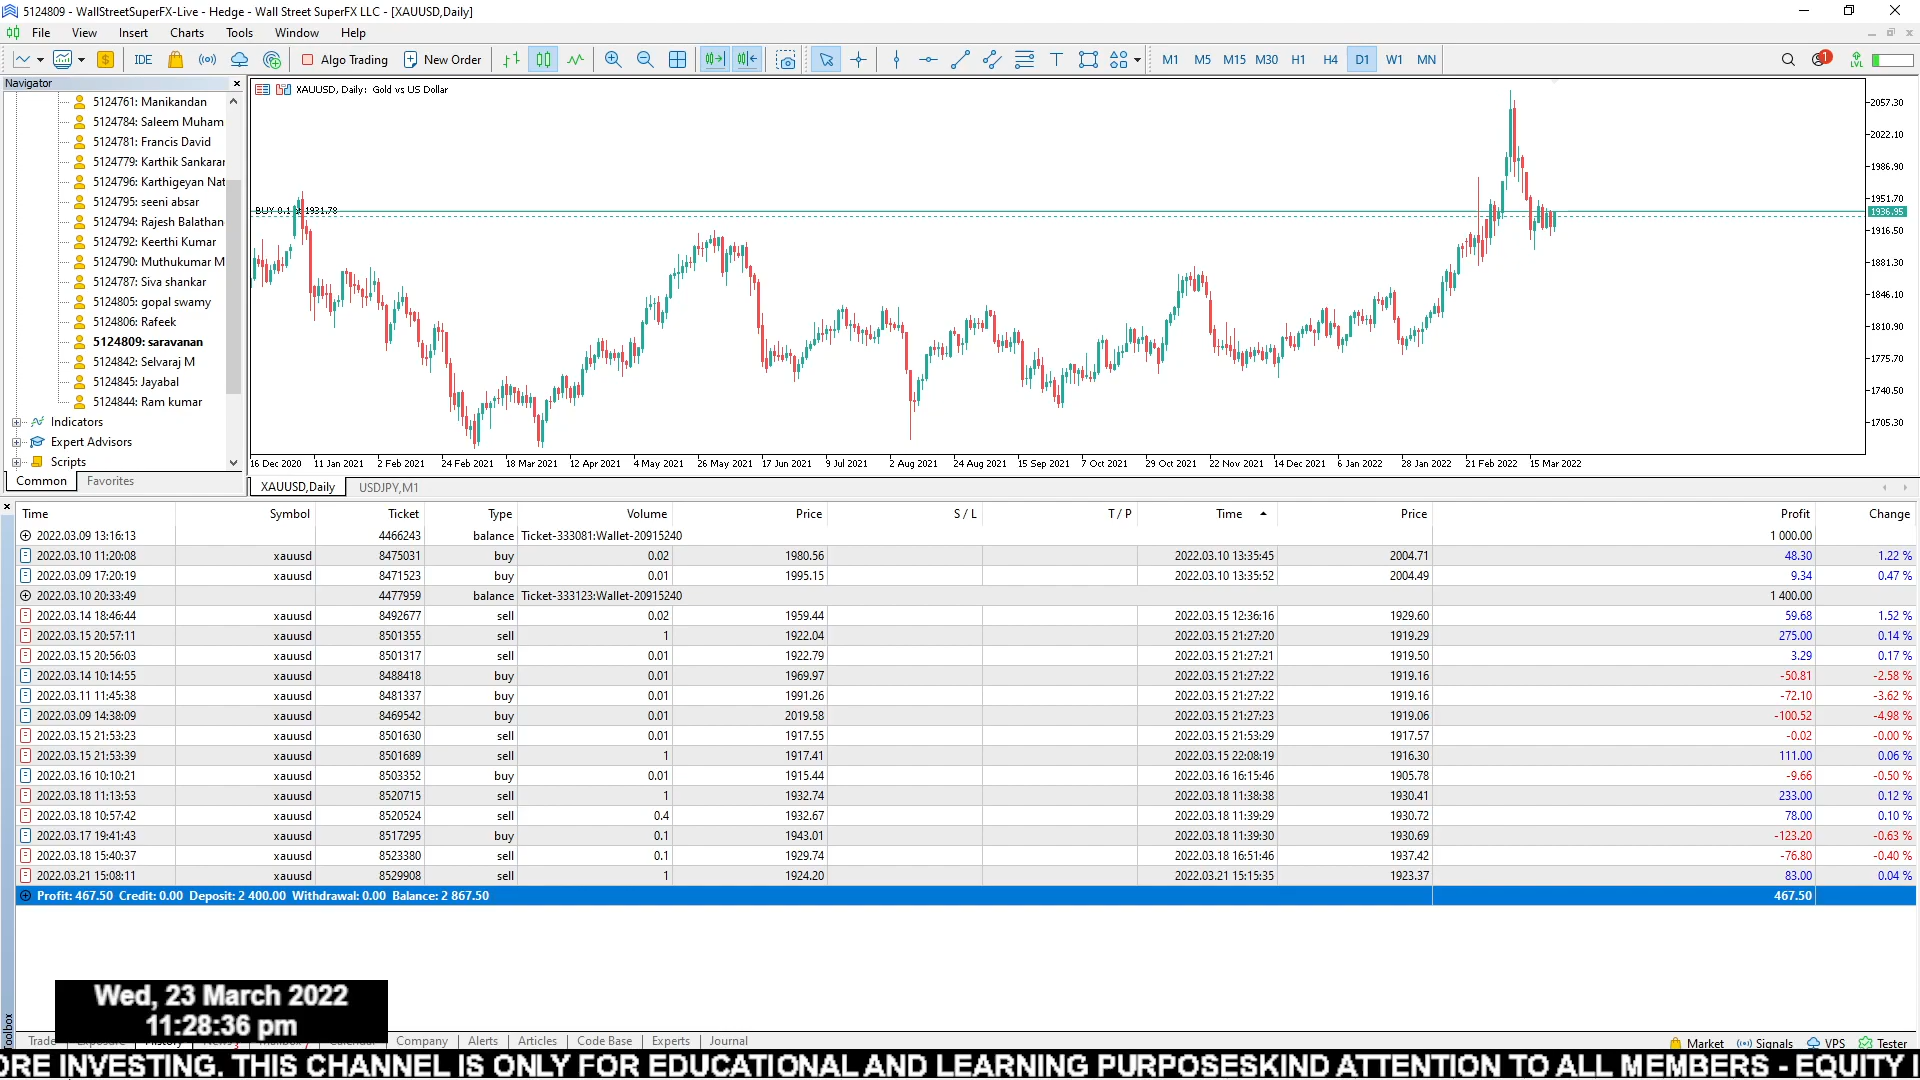 5124809 - WallStreetSuperFX-Live - Hedge - Wall Street SuperFX LLC - [XAUUSD,Daily]
File View Insert Charts Tools Window Help
IDE Algo Trading New Order M1 M5 M15 M30 H1 H4 D1 W1 MN 1 LVL
Navigator
5124761: Manikandan
5124784: Saleem Muham
5124781: Francis David
5124779: Karthik Sankarar
5124796: Karthigeyan Nat
5124795: seeni absar
5124794: Rajesh Balathan
5124792: Keerthi Kumar
5124790: Muthukumar M
5124787: Siva shankar
5124805: gopal swamy
5124806: Rafeek
5124809: saravanan
5124842: Selvaraj M
5124845: Jayabal
5124844: Ram kumar
Indicators
Expert Advisors
Scripts
Common Favorites
XAUUSD, Daily: Gold vs US Dollar
BUY 0.1 1931.78
2057.30
2022.10
1986.90
1951.70
1936.95
1916.50
1881.30
1846.10
1810.90
1775.70
1740.50
1705.30
16 Dec 2020 11 Jan 2021 2 Feb 2021 24 Feb 2021 18 Mar 2021 12 Apr 2021 4 May 2021 26 May 2021 17 Jun 2021 9 Jul 2021 2 Aug 2021 24 Aug 2021 15 Sep 2021 7 Oct 2021 29 Oct 2021 22 Nov 2021 14 Dec 2021 6 Jan 2022 28 Jan 2022 21 Feb 2022 15 Mar 2022
XAUUSD,Daily USDJPY,M1
Time Symbol Ticket Type Volume Price S / L T / P Time Price Profit Change
2022.03.09 13:16:13 4466243 balance Ticket-333081:Wallet-20915240 1 000.00
2022.03.10 11:20:08 xauusd 8475031 buy 0.02 1980.56 2022.03.10 13:35:45 2004.71 48.30 1.22 %
2022.03.09 17:20:19 xauusd 8471523 buy 0.01 1995.15 2022.03.10 13:35:52 2004.49 9.34 0.47 %
2022.03.10 20:33:49 4477959 balance Ticket-333123:Wallet-20915240 1 400.00
2022.03.14 18:46:44 xauusd 8492677 sell 0.02 1959.44 2022.03.15 12:36:16 1929.60 59.68 1.52 %
2022.03.15 20:57:11 xauusd 8501355 sell 1 1922.04 2022.03.15 21:27:20 1919.29 275.00 0.14 %
2022.03.15 20:56:03 xauusd 8501317 sell 0.01 1922.79 2022.03.15 21:27:21 1919.50 3.29 0.17 %
2022.03.14 10:14:55 xauusd 8488418 buy 0.01 1969.97 2022.03.15 21:27:22 1919.16 -50.81 -2.58 %
2022.03.11 11:45:38 xauusd 8481337 buy 0.01 1991.26 2022.03.15 21:27:22 1919.16 -72.10 -3.62 %
2022.03.09 14:38:09 xauusd 8469542 buy 0.01 2019.58 2022.03.15 21:27:23 1919.06 -100.52 -4.98 %
2022.03.15 21:53:23 xauusd 8501630 sell 0.01 1917.55 2022.03.15 21:53:29 1917.57 -0.02 -0.00 %
2022.03.15 21:53:39 xauusd 8501689 sell 1 1917.41 2022.03.15 22:08:19 1916.30 111.00 0.06 %
2022.03.16 10:10:21 xauusd 8503352 buy 0.01 1915.44 2022.03.16 16:15:46 1905.78 -9.66 -0.50 %
2022.03.18 11:13:53 xauusd 8520715 sell 1 1932.74 2022.03.18 11:38:38 1930.41 233.00 0.12 %
2022.03.18 10:57:42 xauusd 8520524 sell 0.4 1932.67 2022.03.18 11:39:29 1930.72 78.00 0.10 %
2022.03.17 19:41:43 xauusd 8517295 buy 0.1 1943.01 2022.03.18 11:39:30 1930.69 -123.20 -0.63 %
2022.03.18 15:40:37 xauusd 8523380 sell 0.1 1929.74 2022.03.18 16:51:46 1937.42 -76.80 -0.40 %
2022.03.21 15:08:11 xauusd 8529908 sell 1 1924.20 2022.03.21 15:15:35 1923.37 83.00 0.04 %
Profit: 467.50 Credit: 0.00 Deposit: 2 400.00 Withdrawal: 0.00 Balance: 2 867.50 467.50
Wed, 23 March 2022
11:28:36 pm
Toolbox
Trade Company Alerts Articles Code Base Experts Journal Market Signals VPS Tester
ORE INVESTING. THIS CHANNEL IS ONLY FOR EDUCATIONAL AND LEARNING PURPOSESKIND ATTENTION TO ALL MEMBERS - EQUITY